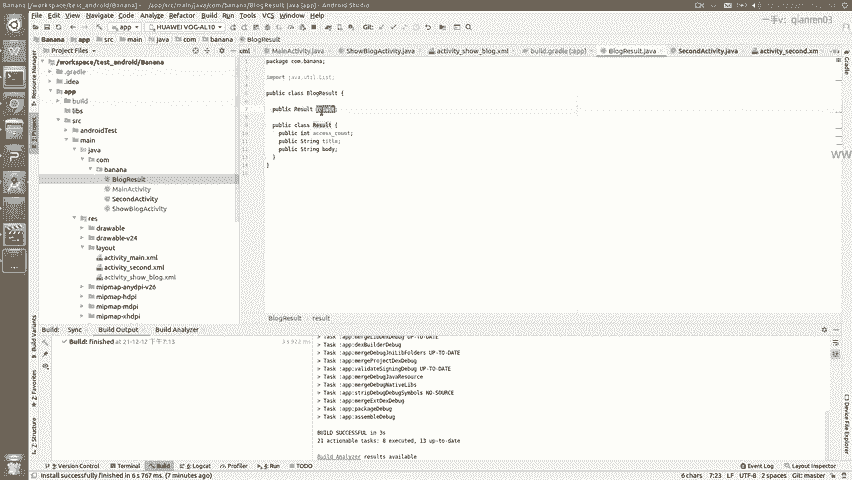 Banana [/workspace/test_android/Banana] - .../app/src/main/java/com/banana/BlogResult.java [app] - Android Studio
File Edit View Navigate Code Analyze Refactor Build Run Tools VCS Window Help
app HUAWEI VOG-AL10 Git:
Banana app src main java com banana BlogResult
Project Files
xml MainActivity.java ShowBlogActivity.java activity_show_blog.xml build.gradle (:app) BlogResult.java SecondActivity.java activity_second.xm
/workspace/test_android/Banana
.gradle
.idea
app
build
libs
src
androidTest
main
java
com
banana
BlogResult
MainActivity
SecondActivity
ShowBlogActivity
res
drawable
drawable-v24
layout
activity_main.xml
activity_second.xml
activity_show_blog.xml
mipmap-anydpi-v26
mipmap-hdpi
mipmap-mdpi
mipmap-xhdpi
package com.banana;
import java.util.List;
public class BlogResult {
public Result result;
public class Result {
public int access_count;
public String title;
public String body;
}
}
BlogResult result
Build: Sync Build Output Build Analyzer
Build: finished at 21-12-17 下午7:13 3 s 922 ms
> Task :app:mergeLibDexDebug UP-TO-DATE
> Task :app:dexBuilderDebug
> Task :app:mergeDebugJniLibFolders UP-TO-DATE
> Task :app:mergeProjectDexDebug
> Task :app:validateSigningDebug UP-TO-DATE
> Task :app:mergeDebugJavaResource
> Task :app:mergeDebugNativeLibs
> Task :app:stripDebugDebugSymbols NO-SOURCE
> Task :app:mergeExtDexDebug
> Task :app:packageDebug
> Task :app:assembleDebug
BUILD SUCCESSFUL in 3s
21 actionable tasks: 8 executed, 13 up-to-date
Build Analyzer results available
Version Control Terminal Build 6: Logcat Profiler 4: Run TODO Event Log Layout Inspector
Install successfully finished in 6 s 767 ms. (7 minutes ago) 6 chars 7:23 LF UTF-8 2 spaces Git: master
Resource Manager
1: Project
Build Variants
2: Favorites
Z: Structure
Gradle
Device File Explorer
qianren03
WW